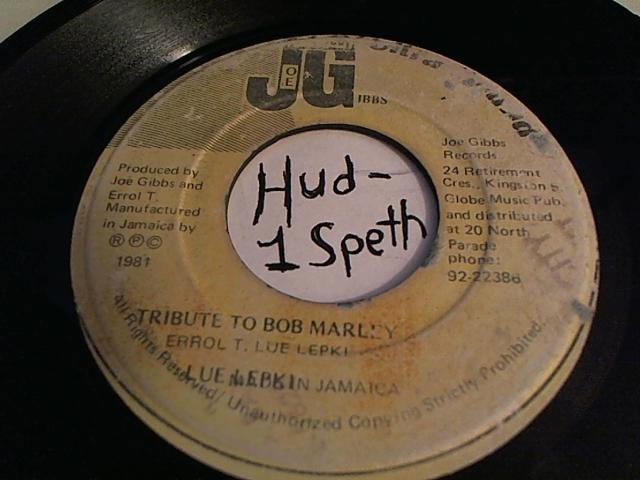 JG
OE
IBBS
Produced by
Joe Gibbs and
Errol T.
Manufactured
in Jamaica by
Ⓡ Ⓟ Ⓒ
1981
Hud-
1 Speth
Joe Gibbs
Records
24 Retirement
Cres., Kingston 5.
Globe Music Pub.
and distributed
at 20 North
Parade
phone:
92-22386
TRIBUTE TO BOB MARLEY
ERROL T. LUE LEPKI
LUE LEPKI
IN JAMAICA
All Rights Reserved/ Unauthorized Copying Strictly Prohibited.